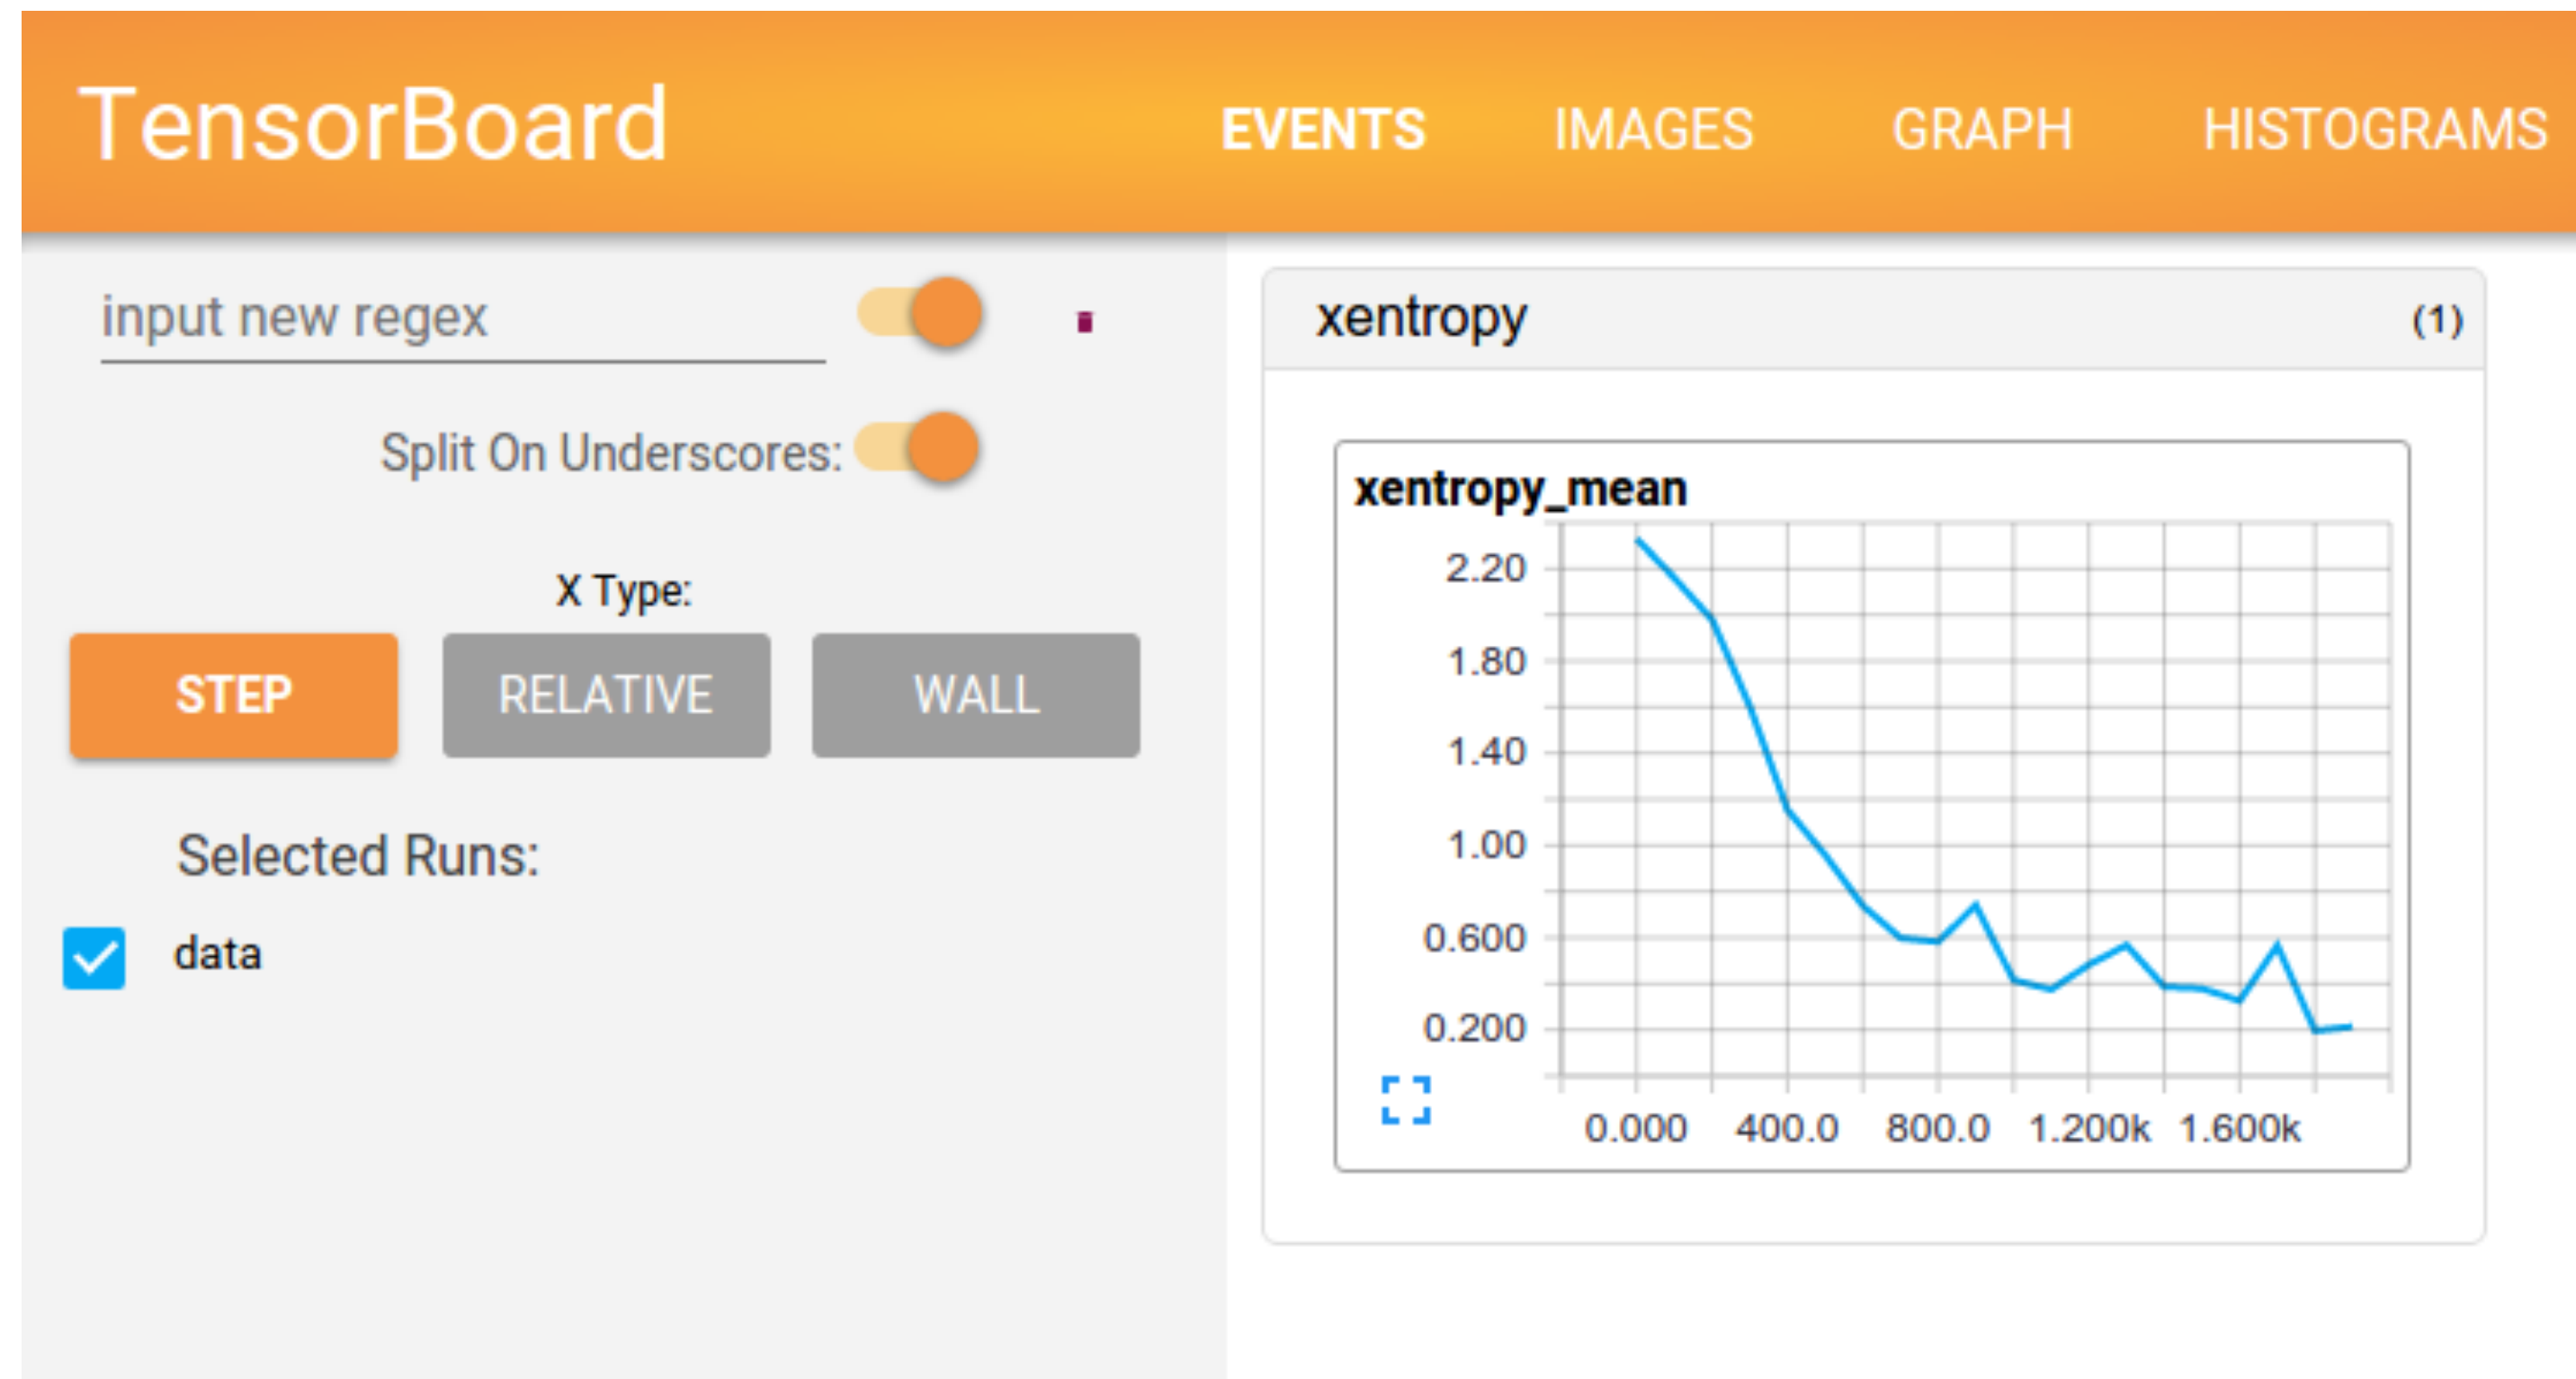 TensorBoard
EVENTS IMAGES GRAPH HISTOGRAMS
input new regex
Split On Underscores:
X Type:
STEP RELATIVE WALL
Selected Runs:
data
xentropy (1)
xentropy_mean
2.20
1.80
1.40
1.00
0.600
0.200
0.000 400.0 800.0 1.200k 1.600k